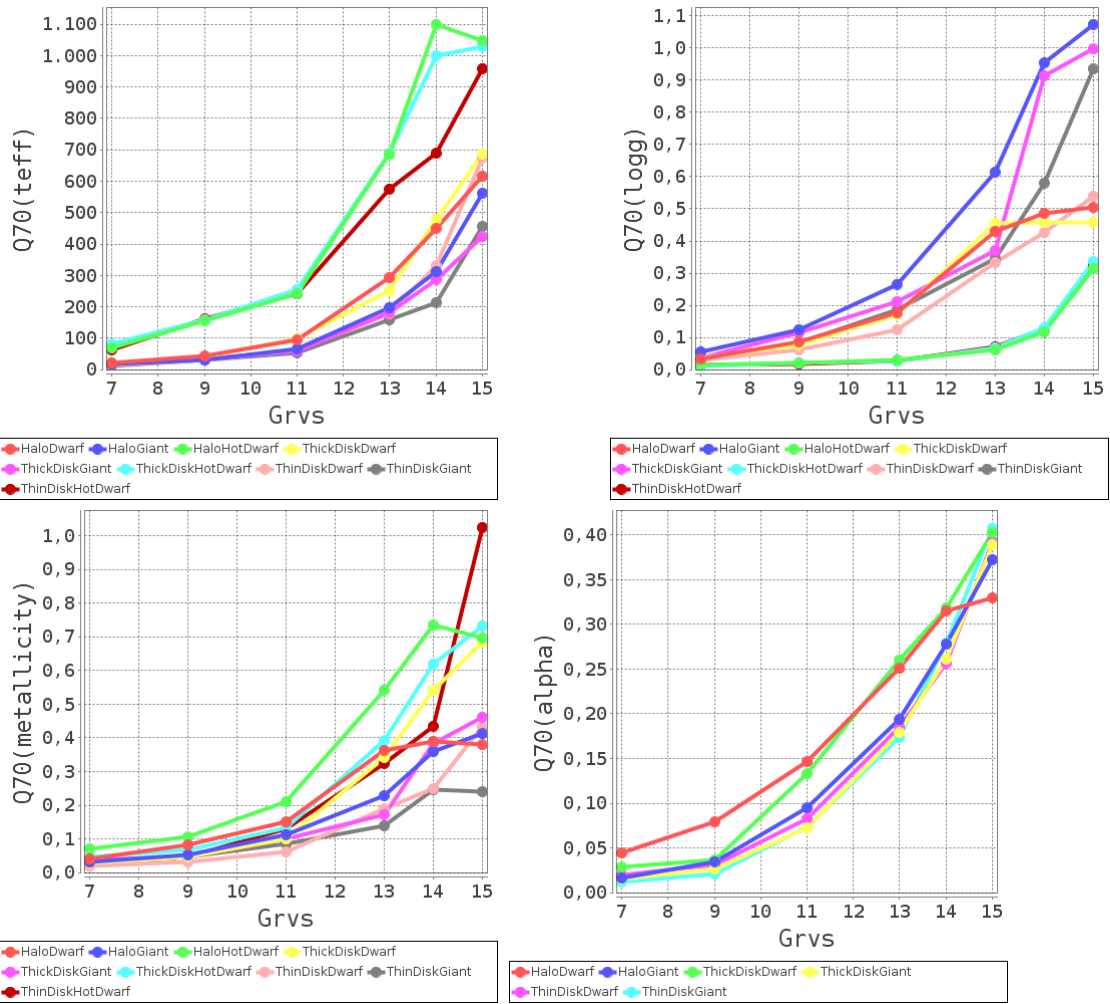 Q70(teff)
1.100
1.000
900
800
700
600
500
400
300
200
100
0
7 8 9 10 11 12 13 14 15
Grvs
HaloDwarf HaloGiant HaloHotDwarf ThickDiskDwarf
ThickDiskGiant ThickDiskHotDwarf ThinDiskDwarf ThinDiskGiant
ThinDiskHotDwarf
Q70(logg)
1,1
1,0
0,9
0,8
0,7
0,6
0,5
0,4
0,3
0,2
0,1
0,0
7 8 9 10 11 12 13 14 15
Grvs
HaloDwarf HaloGiant HaloHotDwarf ThickDiskDwarf
ThickDiskGiant ThickDiskHotDwarf ThinDiskDwarf ThinDiskGiant
ThinDiskHotDwarf
Q70(metallicity)
1,0
0,9
0,8
0,7
0,6
0,5
0,4
0,3
0,2
0,1
0,0
7 8 9 10 11 12 13 14 15
Grvs
HaloDwarf HaloGiant HaloHotDwarf ThickDiskDwarf
ThickDiskGiant ThickDiskHotDwarf ThinDiskDwarf ThinDiskGiant
ThinDiskHotDwarf
Q70(alpha)
0,40
0,35
0,30
0,25
0,20
0,15
0,10
0,05
0,00
7 8 9 10 11 12 13 14 15
Grvs
HaloDwarf HaloGiant ThickDiskDwarf ThickDiskGiant
ThinDiskDwarf ThinDiskGiant